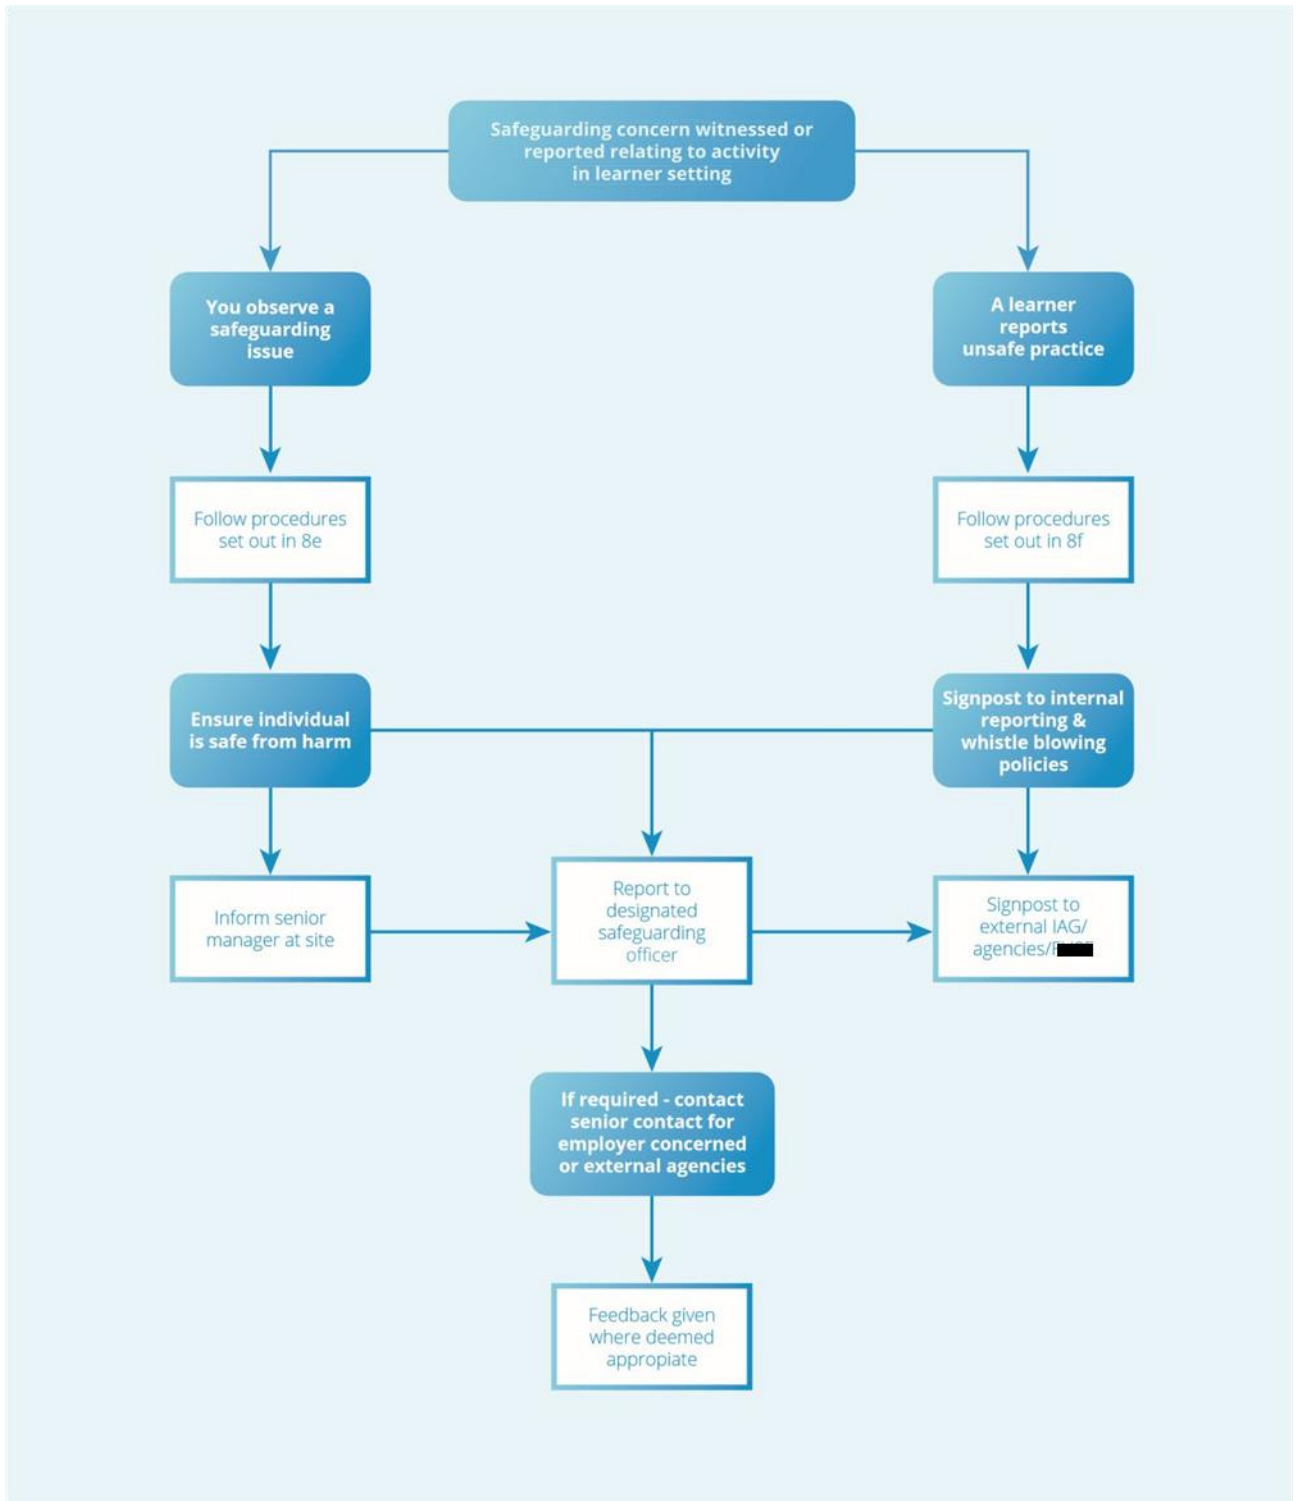 Safeguarding concern witnessed or
reported relating to activity
in learner setting
You observe a
safeguarding
issue
A learner
reports
unsafe practice
Follow procedures
set out in 8e
Follow procedures
set out in 8f
Ensure individual
is safe from harm
Signpost to internal
reporting &
whistle blowing
policies
Inform senior
manager at site
Report to
designated
safeguarding
officer
Signpost to
external IAG/
agencies/
If required - contact
senior contact for
employer concerned
or external agencies
Feedback given
where deemed
appropiate